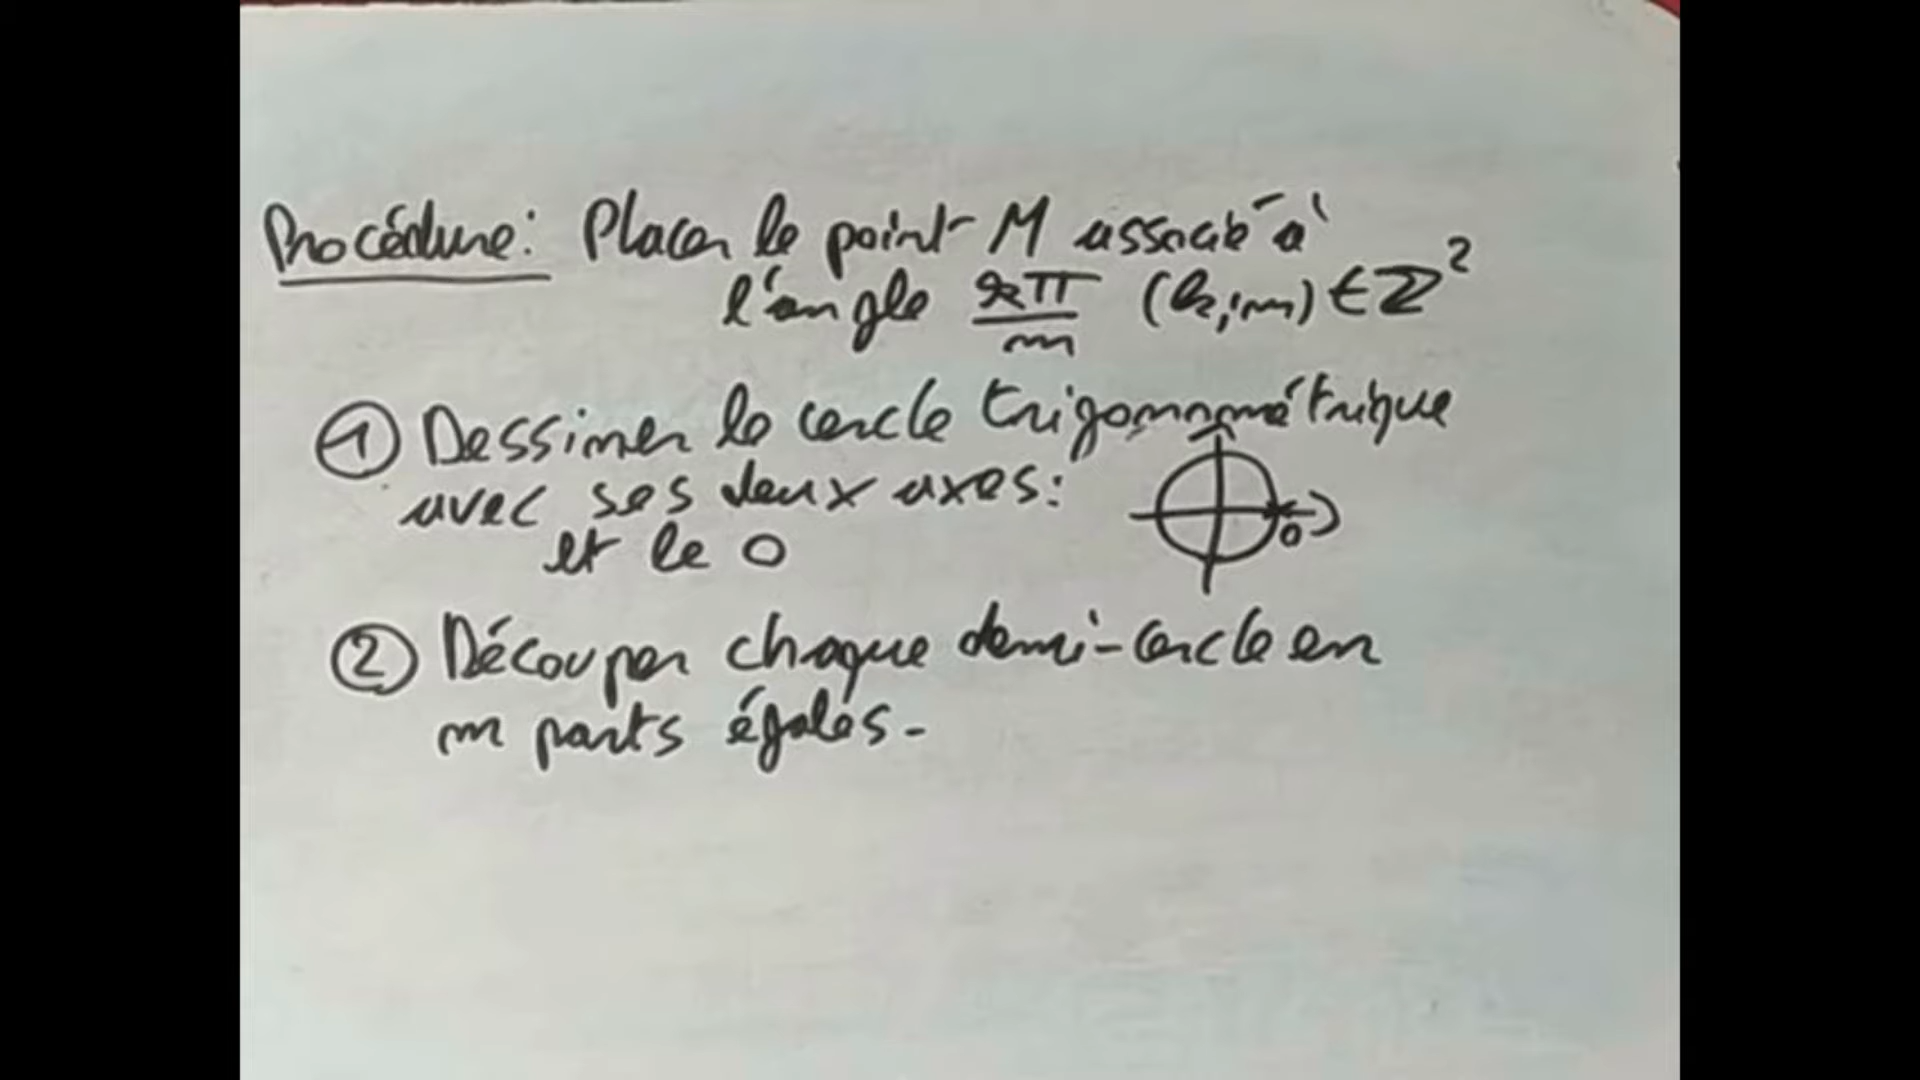 Procédure: Placer le point M associé à
l'angle kπ/n (k,n) ∈ ℤ²
① Dessiner le cercle trigonométrique
avec ses deux axes:
et le 0
0
② Découper chaque demi-cercle en
n parts égales.